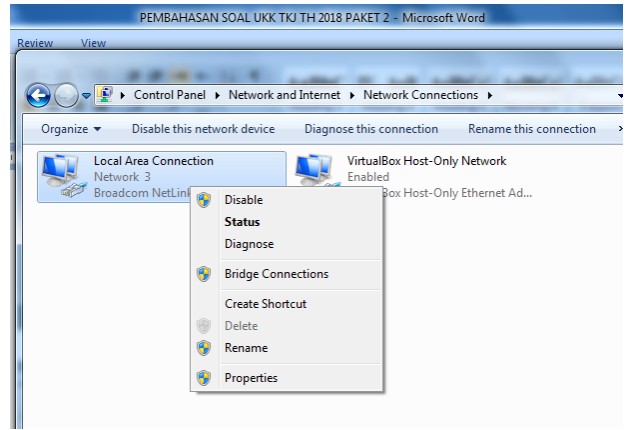 PEMBAHASAN SOAL UKK TKJ TH 2018 PAKET 2 - Microsoft Word
Review View
Control Panel Network and Internet Network Connections
Organize Disable this network device Diagnose this connection Rename this connection
Local Area Connection
Network 3
Broadcom NetLink
VirtualBox Host-Only Network
Enabled
Box Host-Only Ethernet Ad...
Disable
Status
Diagnose
Bridge Connections
Create Shortcut
Delete
Rename
Properties